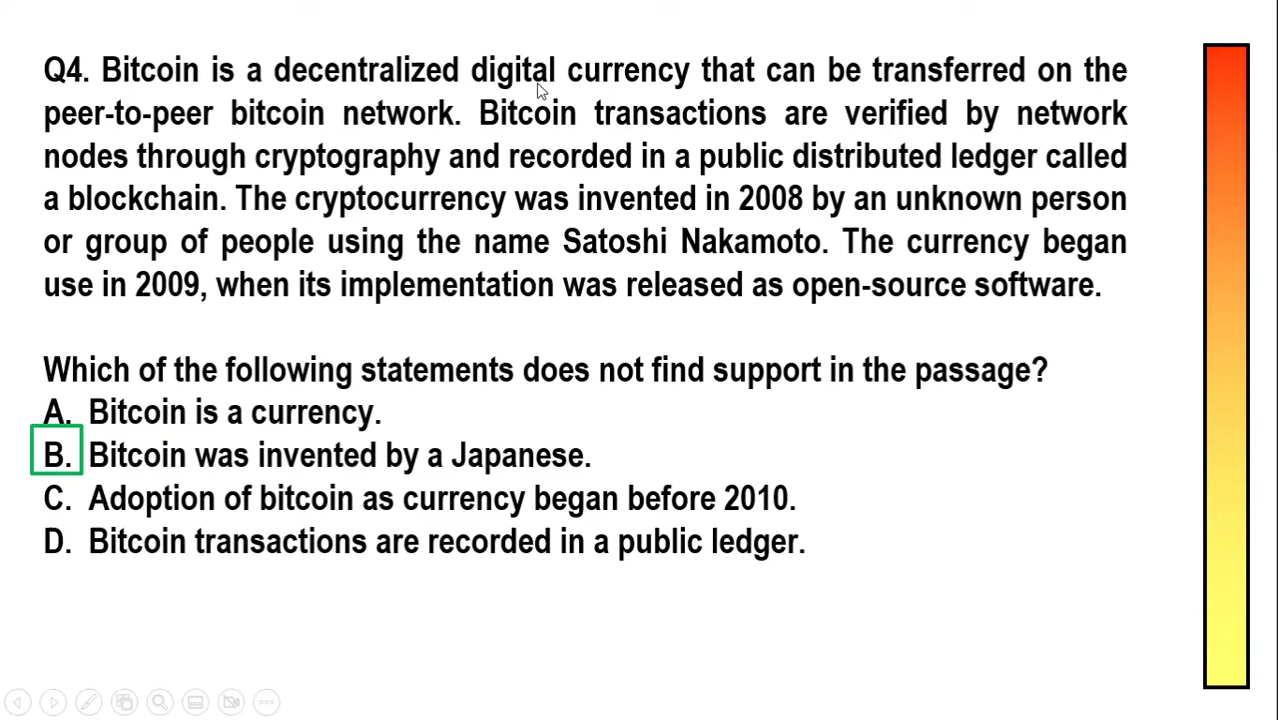 Q4. Bitcoin is a decentralized digital currency that can be transferred on the
peer-to-peer bitcoin network. Bitcoin transactions are verified by network
nodes through cryptography and recorded in a public distributed ledger called
a blockchain. The cryptocurrency was invented in 2008 by an unknown person
or group of people using the name Satoshi Nakamoto. The currency began
use in 2009, when its implementation was released as open-source software.
Which of the following statements does not find support in the passage?
A. Bitcoin is a currency.
B. Bitcoin was invented by a Japanese.
C. Adoption of bitcoin as currency began before 2010.
D. Bitcoin transactions are recorded in a public ledger.